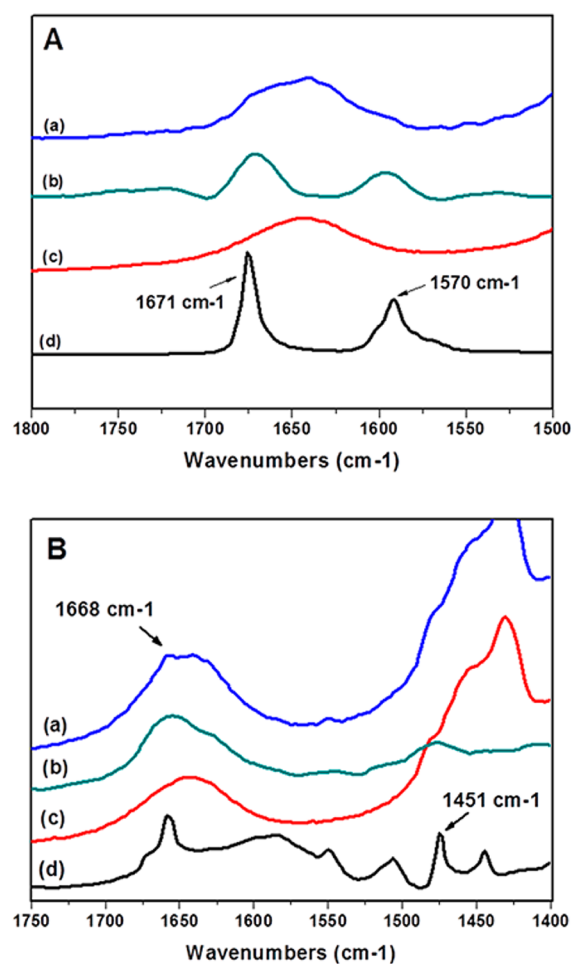 A
(a)
(b)
(c)
1671 cm-1
1570 cm-1
(d)
1800 1750 1700 1650 1600 1550 1500
Wavenumbers (cm-1)
B
1668 cm-1
(a)
(b)
(c)
1451 cm-1
(d)
1750 1700 1650 1600 1550 1500 1450 1400
Wavenumbers (cm-1)